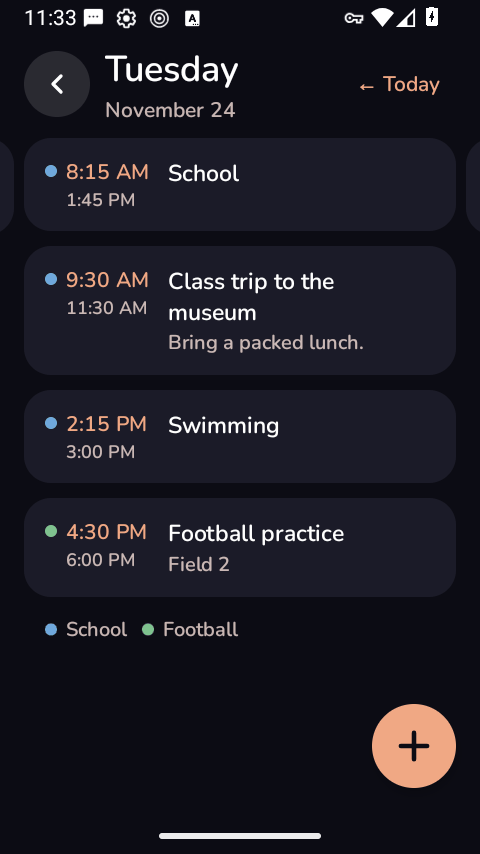 11:33
A
Tuesday
November 24
← Today
8:15 AM School
1:45 PM
9:30 AM Class trip to the
11:30 AM museum
Bring a packed lunch.
2:15 PM Swimming
3:00 PM
4:30 PM Football practice
6:00 PM Field 2
School Football